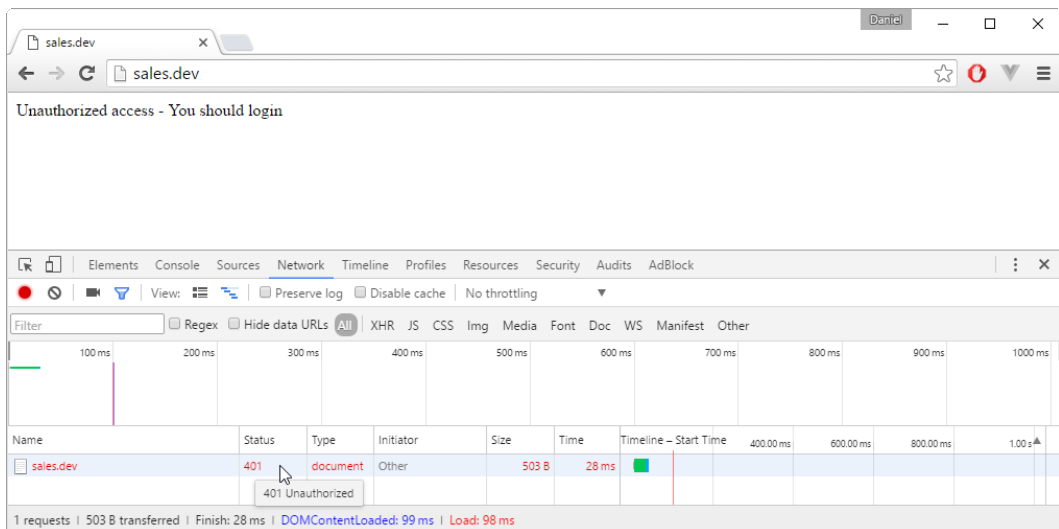 Daniel
sales.dev
sales.dev
Unauthorized access - You should login
Elements Console Sources Network Timeline Profiles Resources Security Audits AdBlock
View: Preserve log Disable cache No throttling
Filter Regex Hide data URLs All XHR JS CSS Img Media Font Doc WS Manifest Other
100 ms 200 ms 300 ms 400 ms 500 ms 600 ms 700 ms 800 ms 900 ms 1000 ms
Name Status Type Initiator Size Time Timeline – Start Time 400.00 ms 600.00 ms 800.00 ms 1.00 s
sales.dev 401 document Other 503 B 28 ms
401 Unauthorized
1 requests | 503 B transferred | Finish: 28 ms | DOMContentLoaded: 99 ms | Load: 98 ms